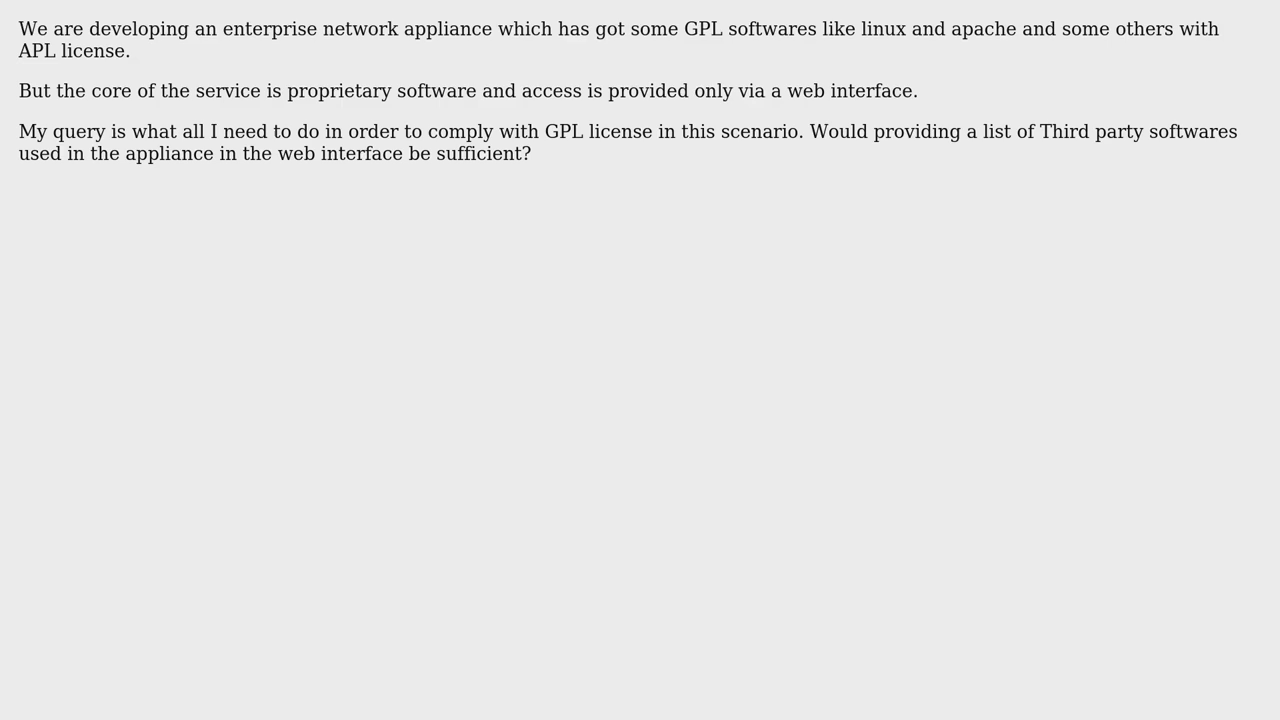 We are developing an enterprise network appliance which has got some GPL softwares like linux and apache and some others with
APL license.
But the core of the service is proprietary software and access is provided only via a web interface.
My query is what all I need to do in order to comply with GPL license in this scenario. Would providing a list of Third party softwares
used in the appliance in the web interface be sufficient?